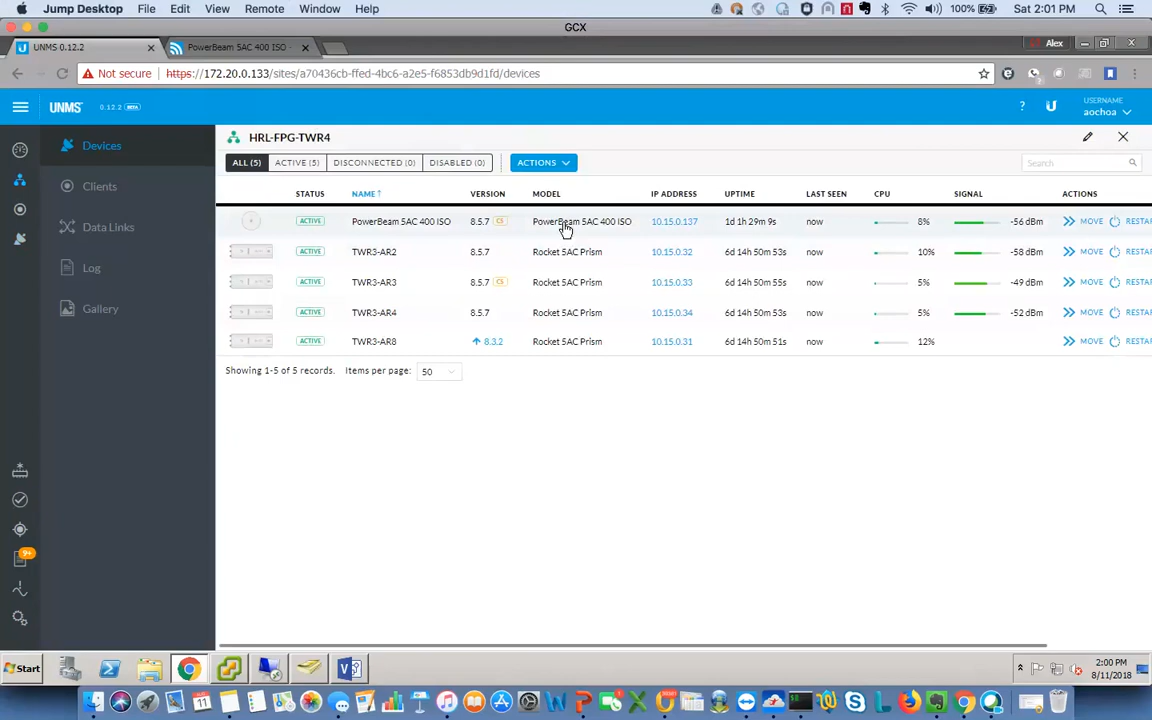 Jump Desktop File Edit View Remote Window Help 100% Sat 2:01 PM
GCX
UNMS 0.12.2 PowerBeam 5AC 400 ISO - Alex
Not secure https://172.20.0.133/sites/a70436cb-ffed-4bc6-a2e5-f6853db9d1fd/devices
UNMS 0.12.2 BETA ? USERNAME
aochoa
Devices
Clients
Data Links
Log
Gallery
9+
HRL-FPG-TWR4
ALL (5) ACTIVE (5) DISCONNECTED (0) DISABLED (0) ACTIONS Search
STATUS NAME↑ VERSION MODEL IP ADDRESS UPTIME LAST SEEN CPU SIGNAL ACTIONS
ACTIVE PowerBeam 5AC 400 ISO 8.5.7 CS PowerBeam 5AC 400 ISO 10.15.0.137 1d 1h 29m 9s now 8% -56 dBm MOVE RESTAR
ACTIVE TWR3-AR2 8.5.7 Rocket 5AC Prism 10.15.0.32 6d 14h 50m 53s now 10% -58 dBm MOVE RESTAR
ACTIVE TWR3-AR3 8.5.7 CS Rocket 5AC Prism 10.15.0.33 6d 14h 50m 55s now 5% -49 dBm MOVE RESTAR
ACTIVE TWR3-AR4 8.5.7 Rocket 5AC Prism 10.15.0.34 6d 14h 50m 53s now 5% -52 dBm MOVE RESTAR
ACTIVE TWR3-AR8 ↑ 8.3.2 Rocket 5AC Prism 10.15.0.31 6d 14h 50m 51s now 12% MOVE RESTAR
Showing 1-5 of 5 records. Items per page: 50
Start 2:00 PM
8/11/2018